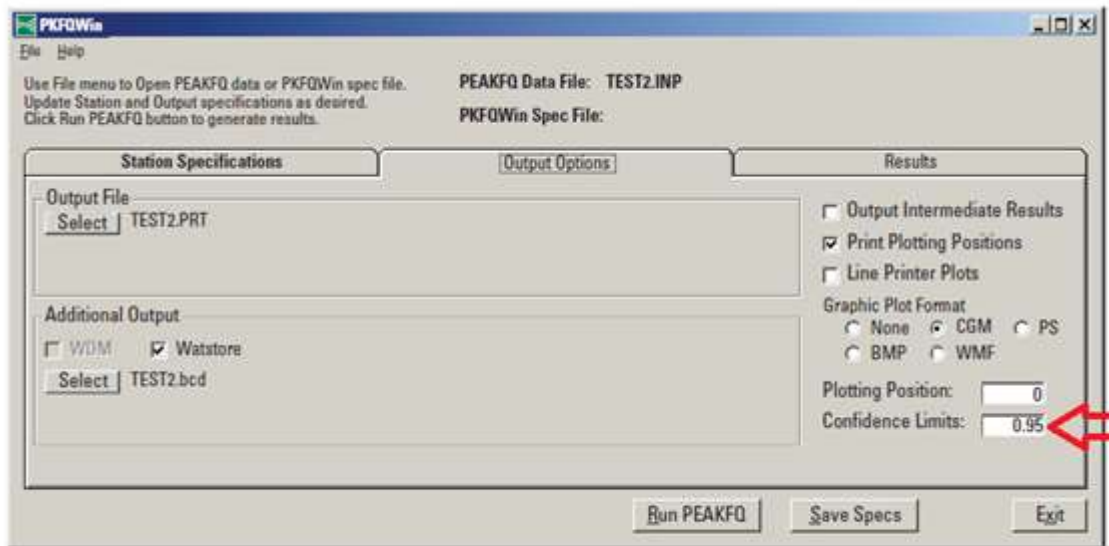 PKFQWin
File Help
Use File menu to Open PEAKFQ data or PKFQWin spec file.
Update Station and Output specifications as desired.
Click Run PEAKFQ button to generate results.
PEAKFQ Data File: TEST2.INP
PKFQWin Spec File:
Station Specifications
Output Options
Results
Output File
Select TEST2.PRT
Additional Output
WDM Watstore
Select TEST2.bcd
Output Intermediate Results
Print Plotting Positions
Line Printer Plots
Graphic Plot Format
None CGM PS
BMP WMF
Plotting Position: 0
Confidence Limits: 0.95
Run PEAKFQ Save Specs Exit